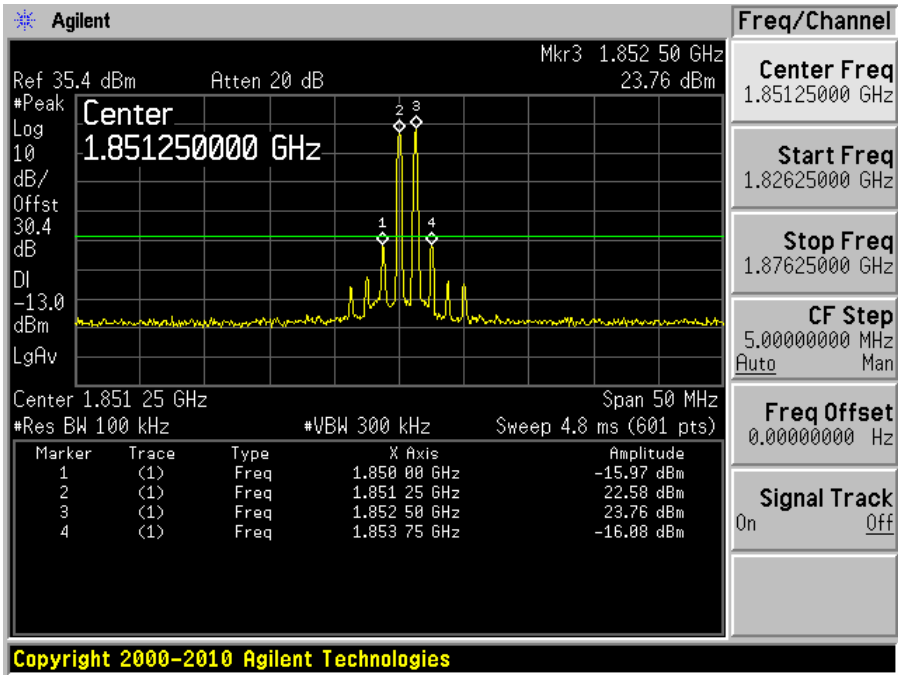 Agilent
Freq/Channel
Mkr3 1.852 50 GHz
Ref 35.4 dBm Atten 20 dB 23.76 dBm
#Peak
Log
10
dB/
Offst
30.4
dB
DI
-13.0
dBm
LgAv
Center
1.851250000 GHz
2 3
1 4
Center 1.851 25 GHz Span 50 MHz
#Res BW 100 kHz #VBW 300 kHz Sweep 4.8 ms (601 pts)
Marker Trace Type X Axis Amplitude
1 (1) Freq 1.850 00 GHz -15.97 dBm
2 (1) Freq 1.851 25 GHz 22.58 dBm
3 (1) Freq 1.852 50 GHz 23.76 dBm
4 (1) Freq 1.853 75 GHz -16.08 dBm
Center Freq
1.85125000 GHz
Start Freq
1.82625000 GHz
Stop Freq
1.87625000 GHz
CF Step
5.00000000 MHz
Auto Man
Freq Offset
0.00000000 Hz
Signal Track
On Off
Copyright 2000-2010 Agilent Technologies